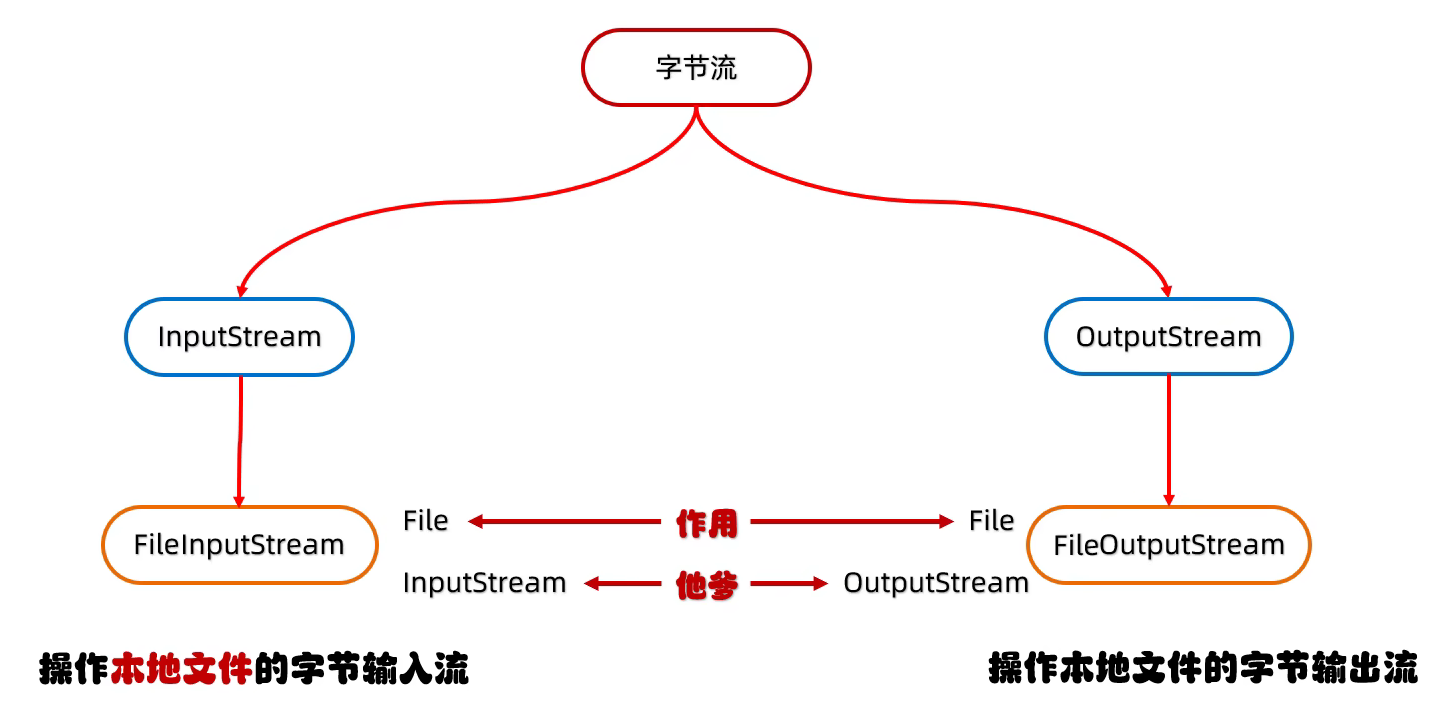 字节流
InputStream
OutputStream
File
作用
File
FileInputStream
FileOutputStream
InputStream
他爹
OutputStream
操作本地文件的字节输入流
操作本地文件的字节输出流